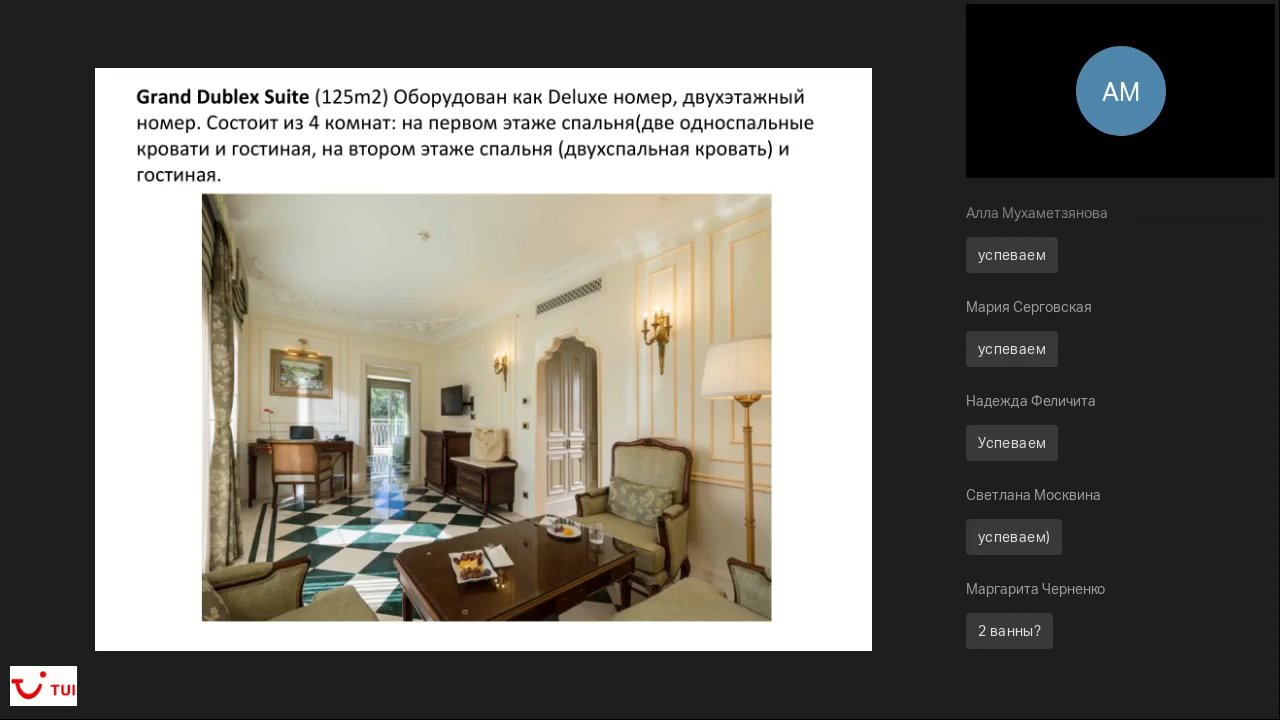 Grand Dublex Suite (125m2) Оборудован как Deluxe номер, двухэтажный
номер. Состоит из 4 комнат: на первом этаже спальня(две односпальные
кровати и гостиная, на втором этаже спальня (двухспальная кровать) и
гостиная.
AM
Алла Мухаметзянова
успеваем
Мария Серговская
успеваем
Надежда Феличита
Успеваем
Светлана Москвина
успеваем)
Маргарита Черненко
2 ванны?
TUI